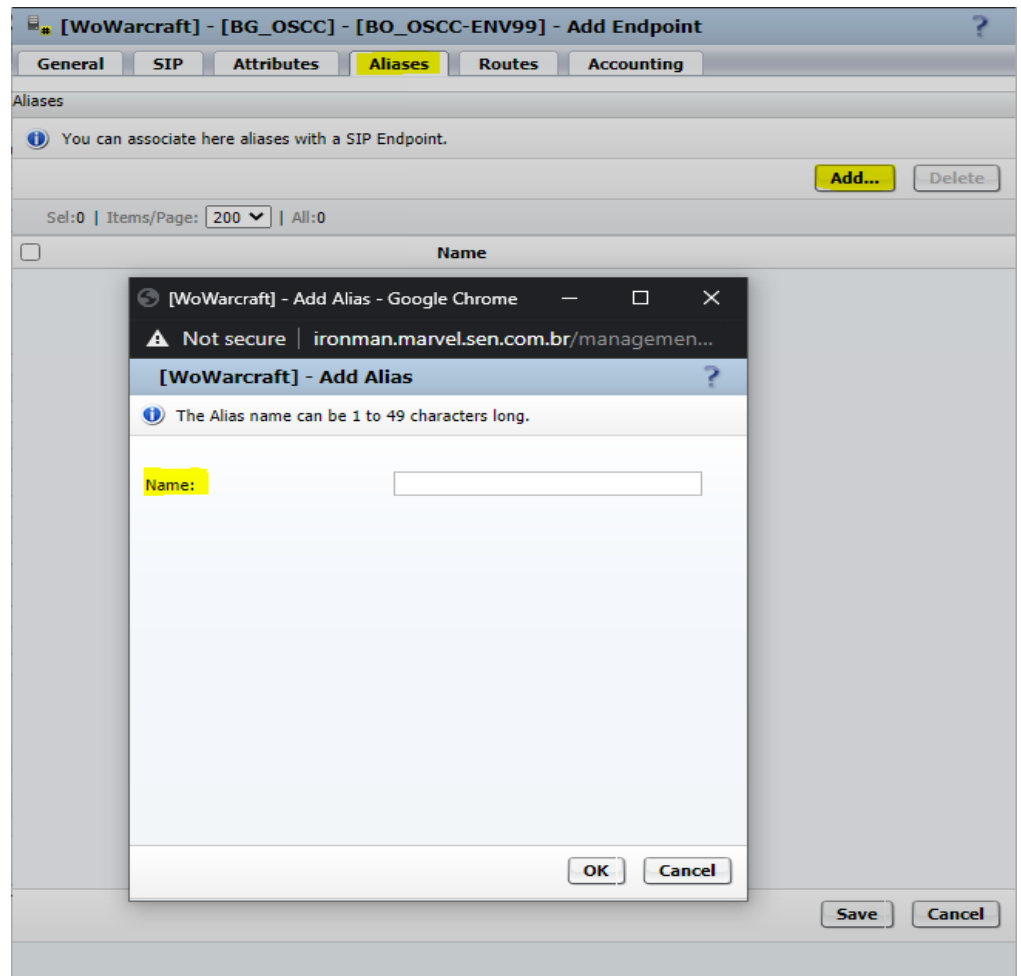 [WoWarcraft] - [BG_OSCC] - [BO_OSCC-ENV99] - Add Endpoint ?
General SIP Attributes Aliases Routes Accounting
Aliases
You can associate here aliases with a SIP Endpoint.
Add... Delete
Sel:0 | Items/Page: 200 | All:0
Name
[WoWarcraft] - Add Alias - Google Chrome
Not secure | ironman.marvel.sen.com.br/managemen...
[WoWarcraft] - Add Alias ?
The Alias name can be 1 to 49 characters long.
Name:
OK Cancel
Save Cancel